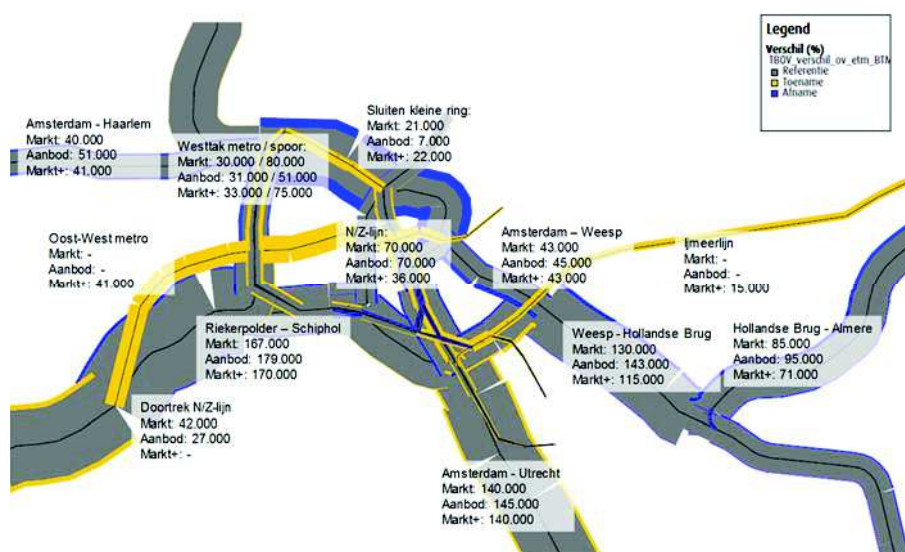 Legend
Verschil (%)
TBOV_verschil_ov_etm_BTM
Referentie
Toename
Afname
Sluiten kleine ring:
Markt: 21.000
Aanbod: 7.000
Markt+: 22.000
Amsterdam - Haarlem
Markt: 40.000
Aanbod: 51.000
Markt+: 41.000
Westtak metro / spoor:
Markt: 30.000 / 80.000
Aanbod: 31.000 / 51.000
Markt+: 33.000 / 75.000
Oost-West metro
Markt: -
Aanbod: -
Markt+: 41.000
N/Z-lijn:
Markt: 70.000
Aanbod: 70.000
Markt+: 36.000
Amsterdam – Weesp
Markt: 43.000
Aanbod: 45.000
Markt+: 43.000
Ijmeerlijn
Markt: -
Aanbod: -
Markt+: 15.000
Riekerpolder – Schiphol
Markt: 167.000
Aanbod: 179.000
Markt+: 170.000
Weesp - Hollandse Brug
Markt: 130.000
Aanbod: 143.000
Markt+: 115.000
Hollandse Brug - Almere
Markt: 85.000
Aanbod: 95.000
Markt+: 71.000
Doortrek N/Z-lijn
Markt: 42.000
Aanbod: 27.000
Markt+: -
Amsterdam - Utrecht
Markt: 140.000
Aanbod: 145.000
Markt+: 140.000